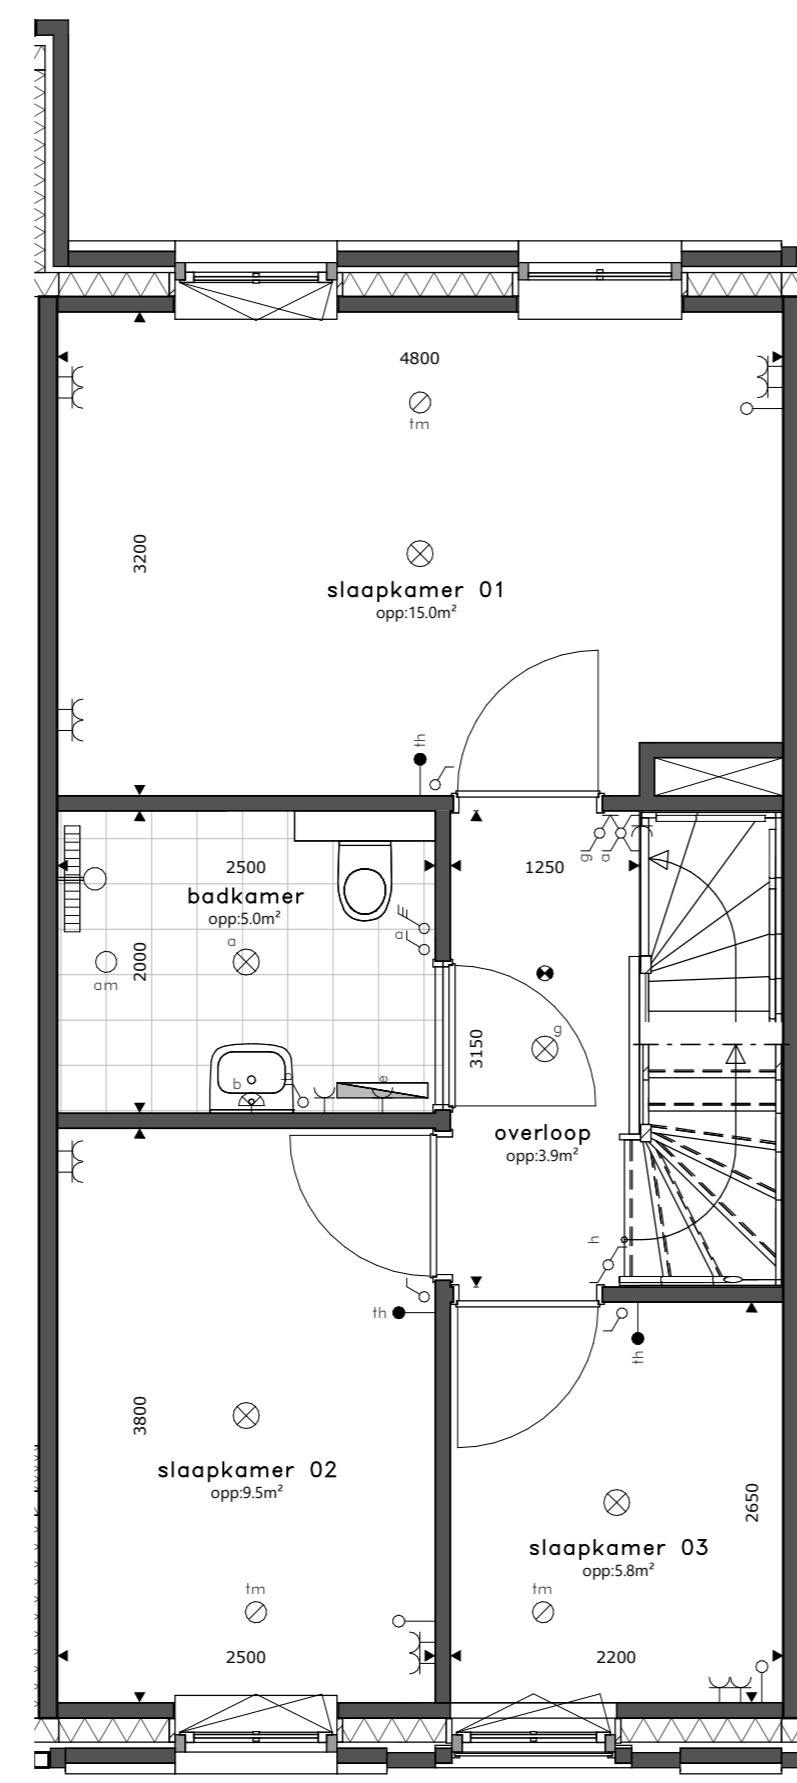 4800
tm
3200
slaapkamer 01
opp:15.0m²
th
2500
1250
g
a
badkamer
opp:5.0m²
a
a
2000
am
g
3150
b
b
e
overloop
opp:3.9m²
h
th
th
3800
slaapkamer 02
opp:9.5m²
2650
slaapkamer 03
opp:5.8m²
tm
tm
2500
2200